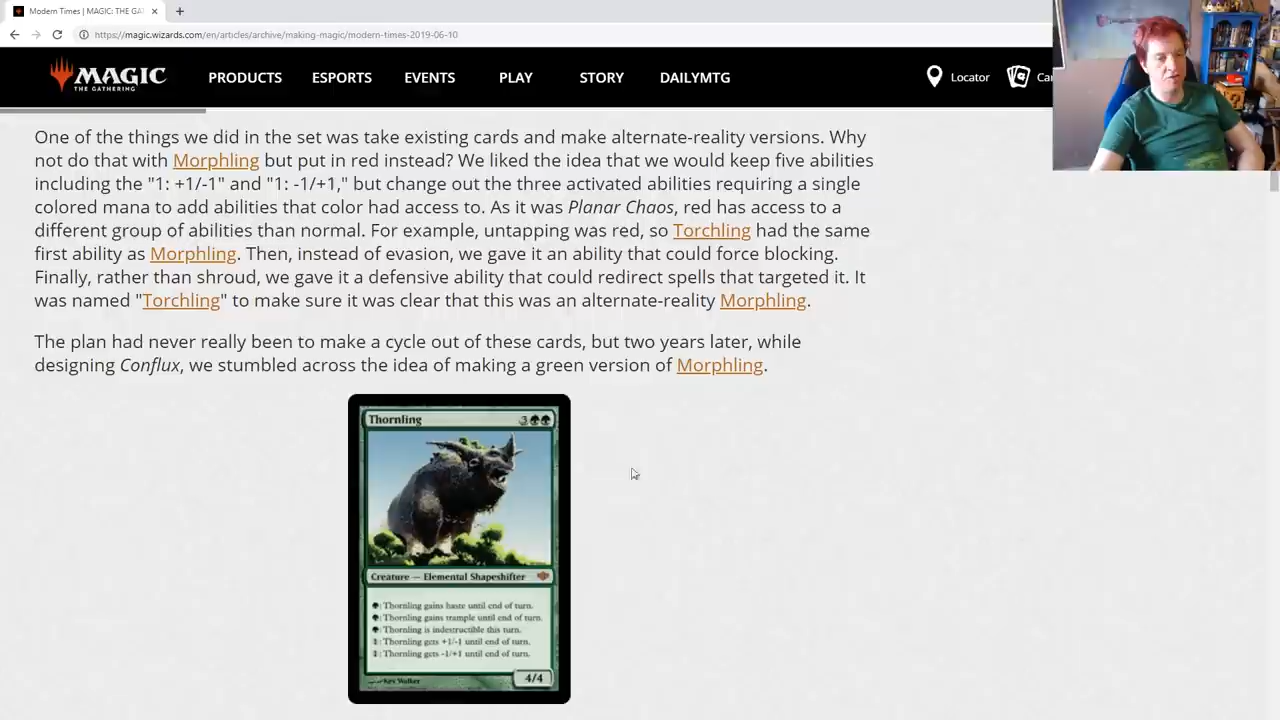 Modern Times | MAGIC: THE GA
https://magic.wizards.com/en/articles/archive/making-magic/modern-times-2019-06-10
MAGIC
THE GATHERING
PRODUCTS
ESPORTS
EVENTS
PLAY
STORY
DAILYMTG
Locator
One of the things we did in the set was take existing cards and make alternate-reality versions. Why
not do that with Morphling but put in red instead? We liked the idea that we would keep five abilities
including the "1: +1/-1" and "1: -1/+1," but change out the three activated abilities requiring a single
colored mana to add abilities that color had access to. As it was Planar Chaos, red has access to a
different group of abilities than normal. For example, untapping was red, so Torchling had the same
first ability as Morphling. Then, instead of evasion, we gave it an ability that could force blocking.
Finally, rather than shroud, we gave it a defensive ability that could redirect spells that targeted it. It
was named "Torchling" to make sure it was clear that this was an alternate-reality Morphling.
The plan had never really been to make a cycle out of these cards, but two years later, while
designing Conflux, we stumbled across the idea of making a green version of Morphling.
Thornling 3
Creature — Elemental Shapeshifter
: Thornling gains haste until end of turn.
: Thornling gains trample until end of turn.
: Thornling is indestructible this turn.
1: Thornling gets +1/-1 until end of turn.
1: Thornling gets -1/+1 until end of turn.
Kev Walker
4/4